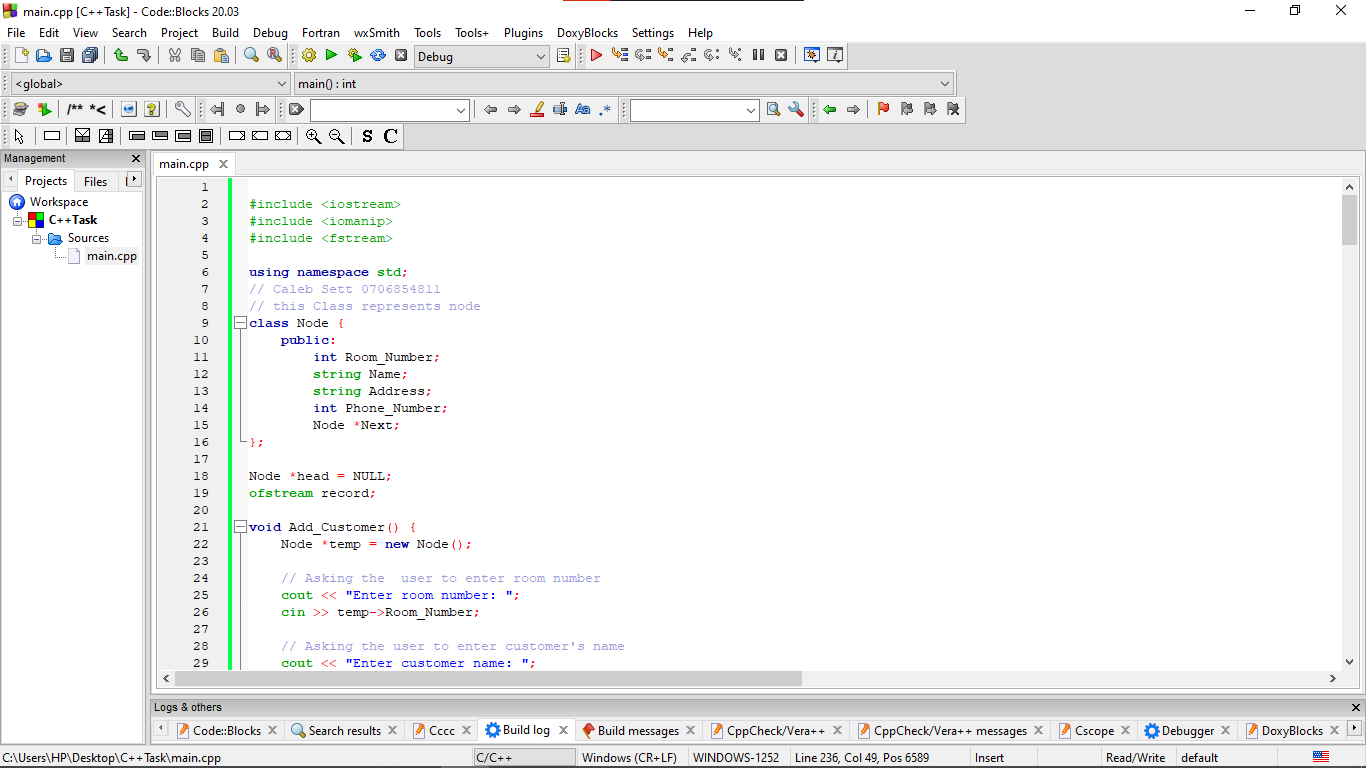 main.cpp [C++Task] - Code::Blocks 20.03
File Edit View Search Project Build Debug Fortran wxSmith Tools Tools+ Plugins DoxyBlocks Settings Help
Debug
<global> main() : int
/** *< Aa .*
S C
Management
main.cpp
Projects Files
Workspace
C++Task
Sources
main.cpp
1
2 #include <iostream>
3 #include <iomanip>
4 #include <fstream>
5
6 using namespace std;
7 // Caleb Sett 0706854811
8 // this Class represents node
9 class Node {
10 public:
11 int Room_Number;
12 string Name;
13 string Address;
14 int Phone_Number;
15 Node *Next;
16 };
17
18 Node *head = NULL;
19 ofstream record;
20
21 void Add_Customer() {
22 Node *temp = new Node();
23
24 // Asking the  user to enter room number
25 cout << "Enter room number: ";
26 cin >> temp->Room_Number;
27
28 // Asking the user to enter customer's name
29 cout << "Enter customer name: ";
Logs & others
Code::Blocks Search results Cccc Build log Build messages CppCheck/Vera++ CppCheck/Vera++ messages Cscope Debugger DoxyBlocks
C:\Users\HP\Desktop\C++Task\main.cpp C/C++ Windows (CR+LF) WINDOWS-1252 Line 236, Col 49, Pos 6589 Insert Read/Write default